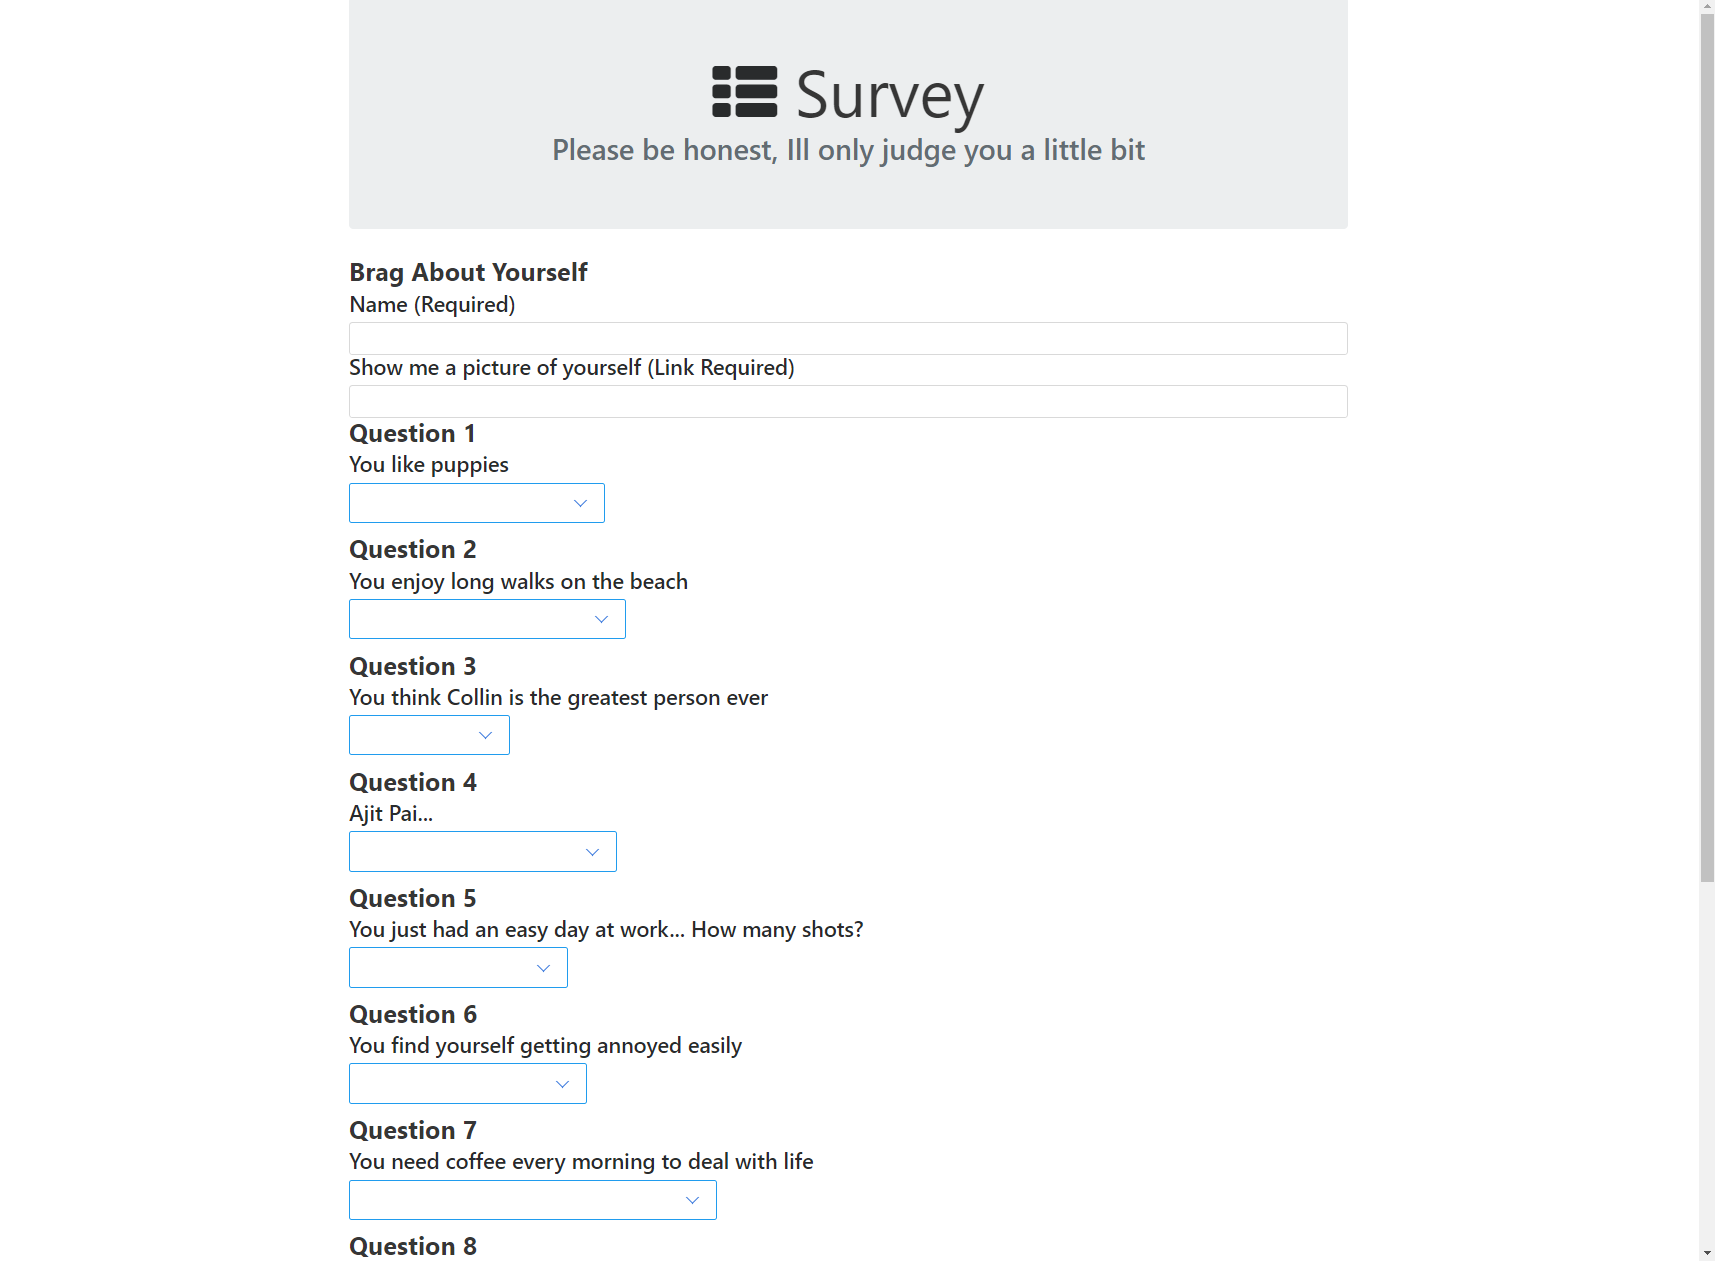 Survey
Please be honest, Ill only judge you a little bit
Brag About Yourself
Name (Required)
Show me a picture of yourself (Link Required)
Question 1
You like puppies
Question 2
You enjoy long walks on the beach
Question 3
You think Collin is the greatest person ever
Question 4
Ajit Pai...
Question 5
You just had an easy day at work... How many shots?
Question 6
You find yourself getting annoyed easily
Question 7
You need coffee every morning to deal with life
Question 8